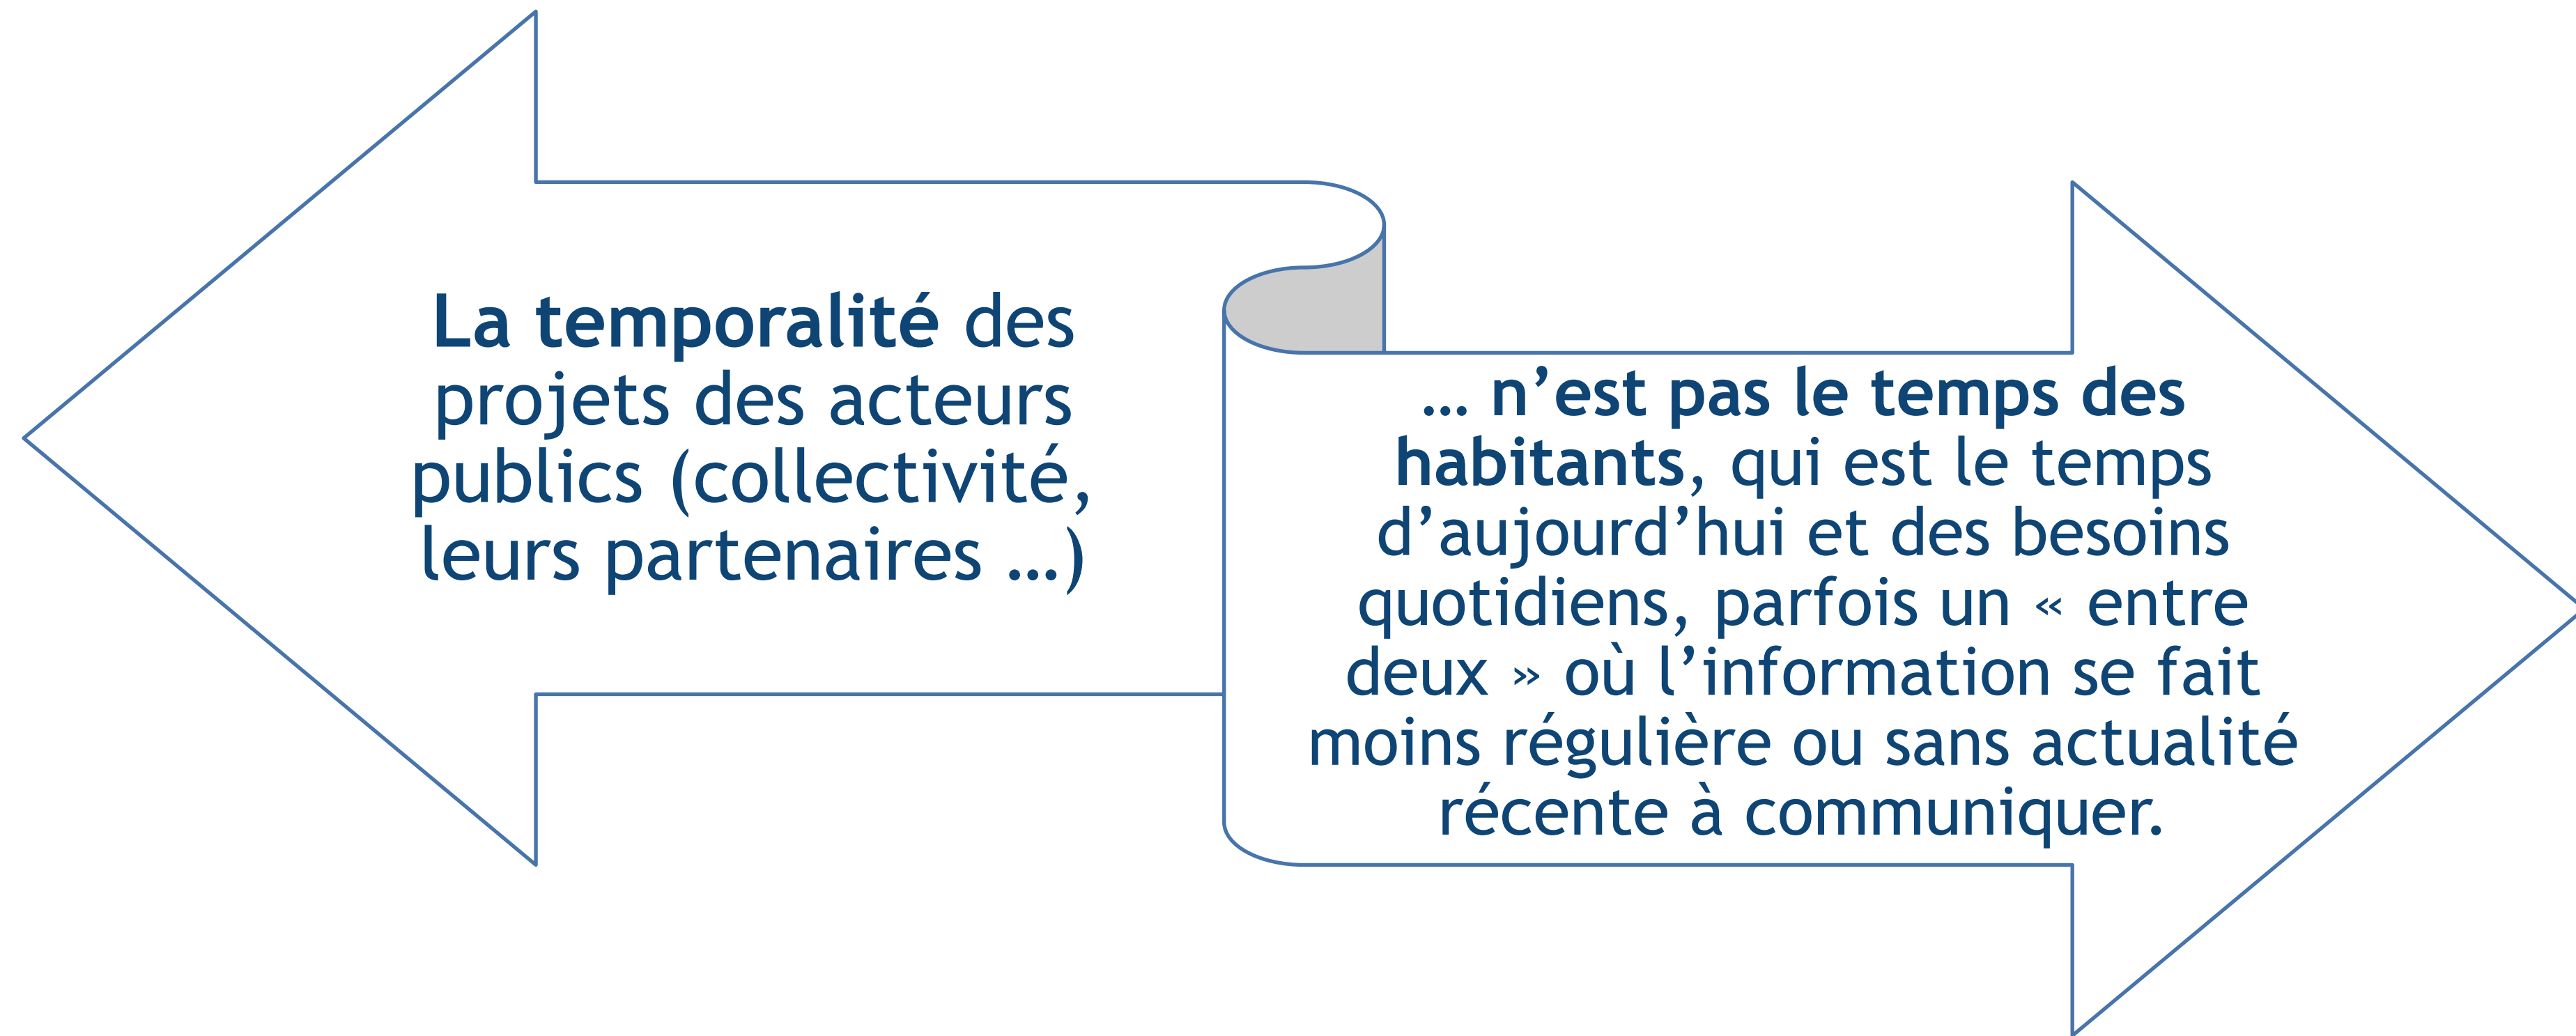 La temporalité des
projets des acteurs
publics (collectivité,
leurs partenaires …)
… n’est pas le temps des
habitants, qui est le temps
d’aujourd’hui et des besoins
quotidiens, parfois un « entre
deux » où l’information se fait
moins régulière ou sans actualité
récente à communiquer.